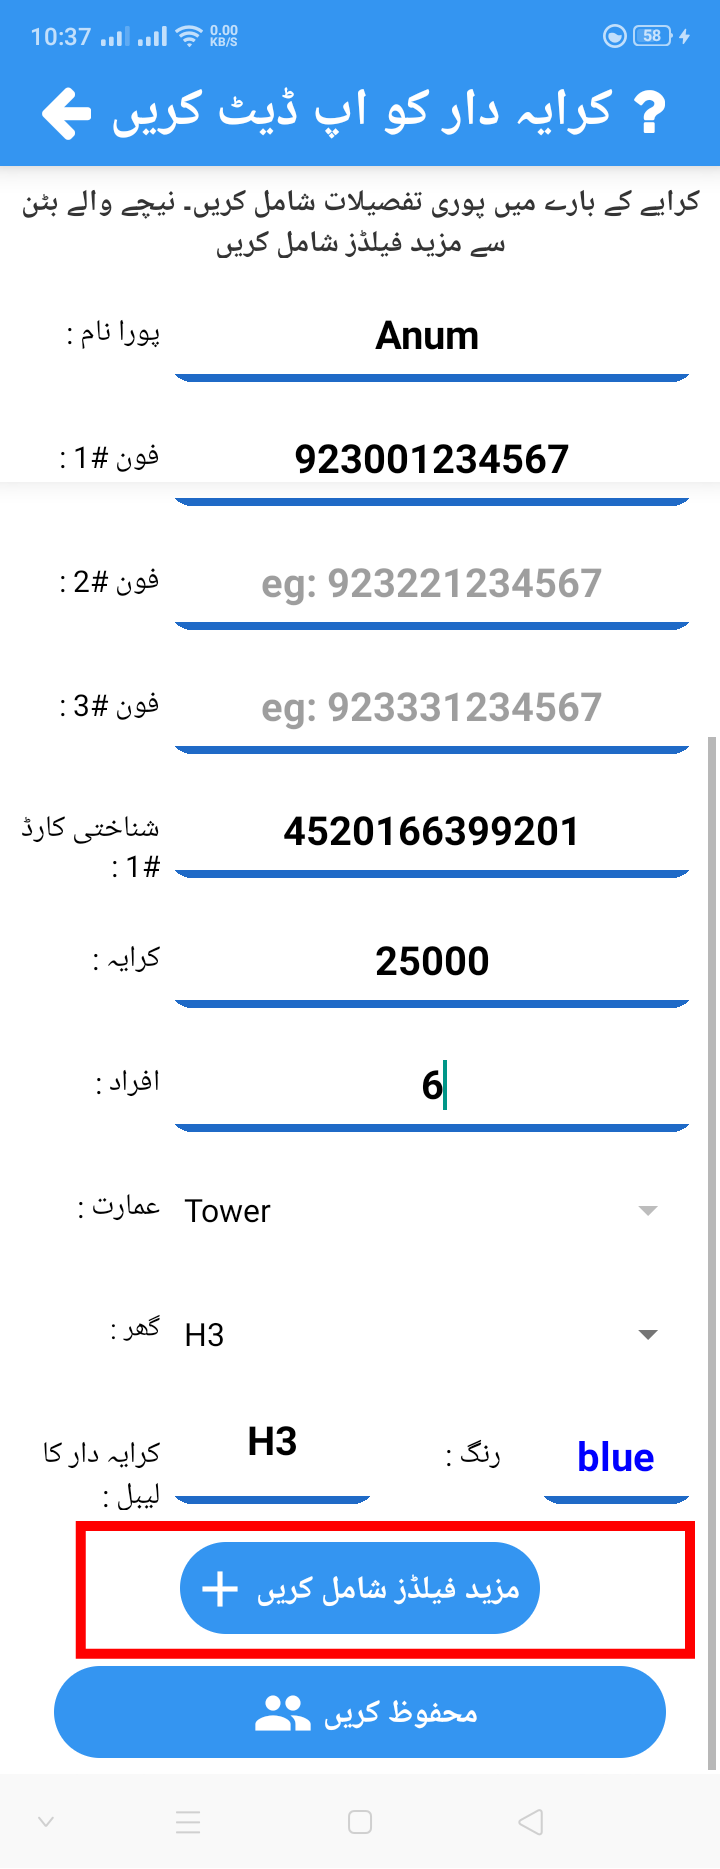 10:37 0.00 KB/S 58
کرایہ دار کو اپ ڈیٹ کریں ?
کرایے کے بارے میں پوری تفصیلات شامل کریں۔ نیچے والے بٹن
سے مزید فیلڈز شامل کریں
پورا نام : Anum
فون #1 : 923001234567
فون #2 : eg: 923221234567
فون #3 : eg: 923331234567
شناختی کارڈ
#1 : 4520166399201
کرایہ : 25000
افراد : 6
عمارت : Tower
گھر : H3
کرایہ دار کا
لیبل : H3 رنگ : blue
مزید فیلڈز شامل کریں +
محفوظ کریں